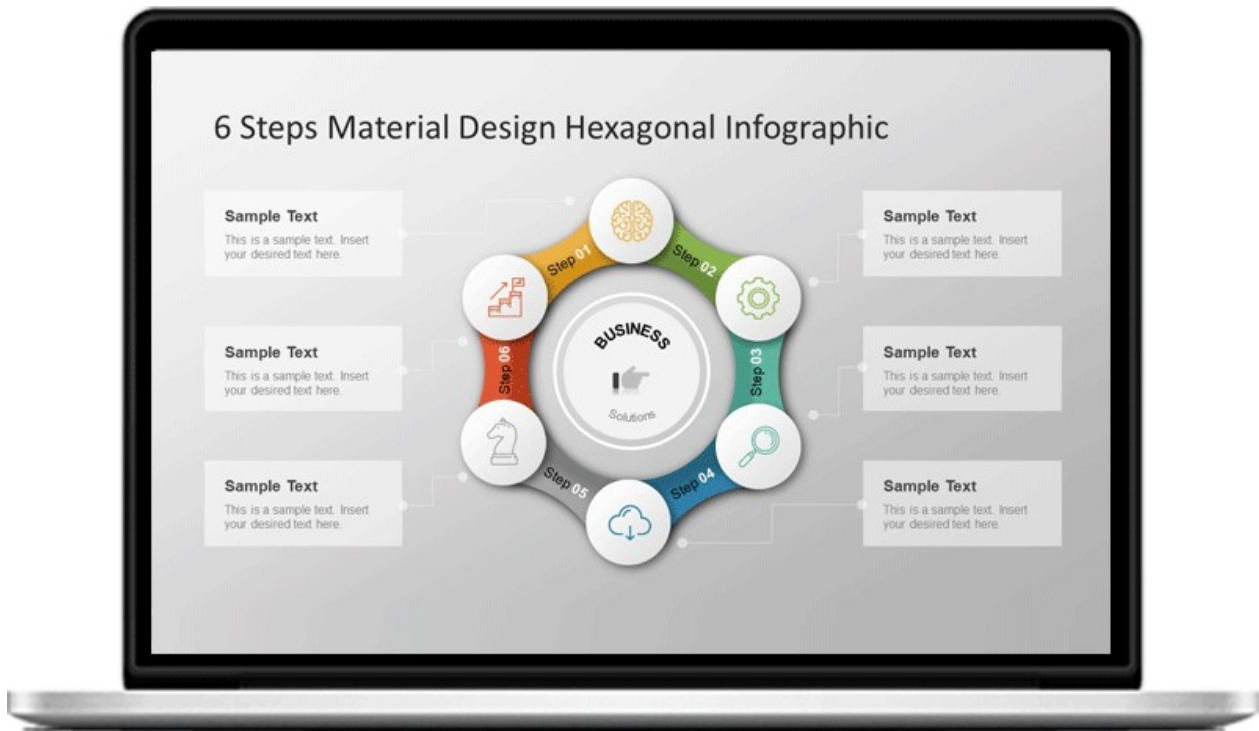 6 Steps Material Design Hexagonal Infographic
Sample Text
This is a sample text. Insert
your desired text here.
Sample Text
This is a sample text. Insert
your desired text here.
Sample Text
This is a sample text. Insert
your desired text here.
Step 01
Step 02
Step 03
Step 04
Step 05
Step 06
BUSINESS
Solutions
Sample Text
This is a sample text. Insert
your desired text here.
Sample Text
This is a sample text. Insert
your desired text here.
Sample Text
This is a sample text. Insert
your desired text here.